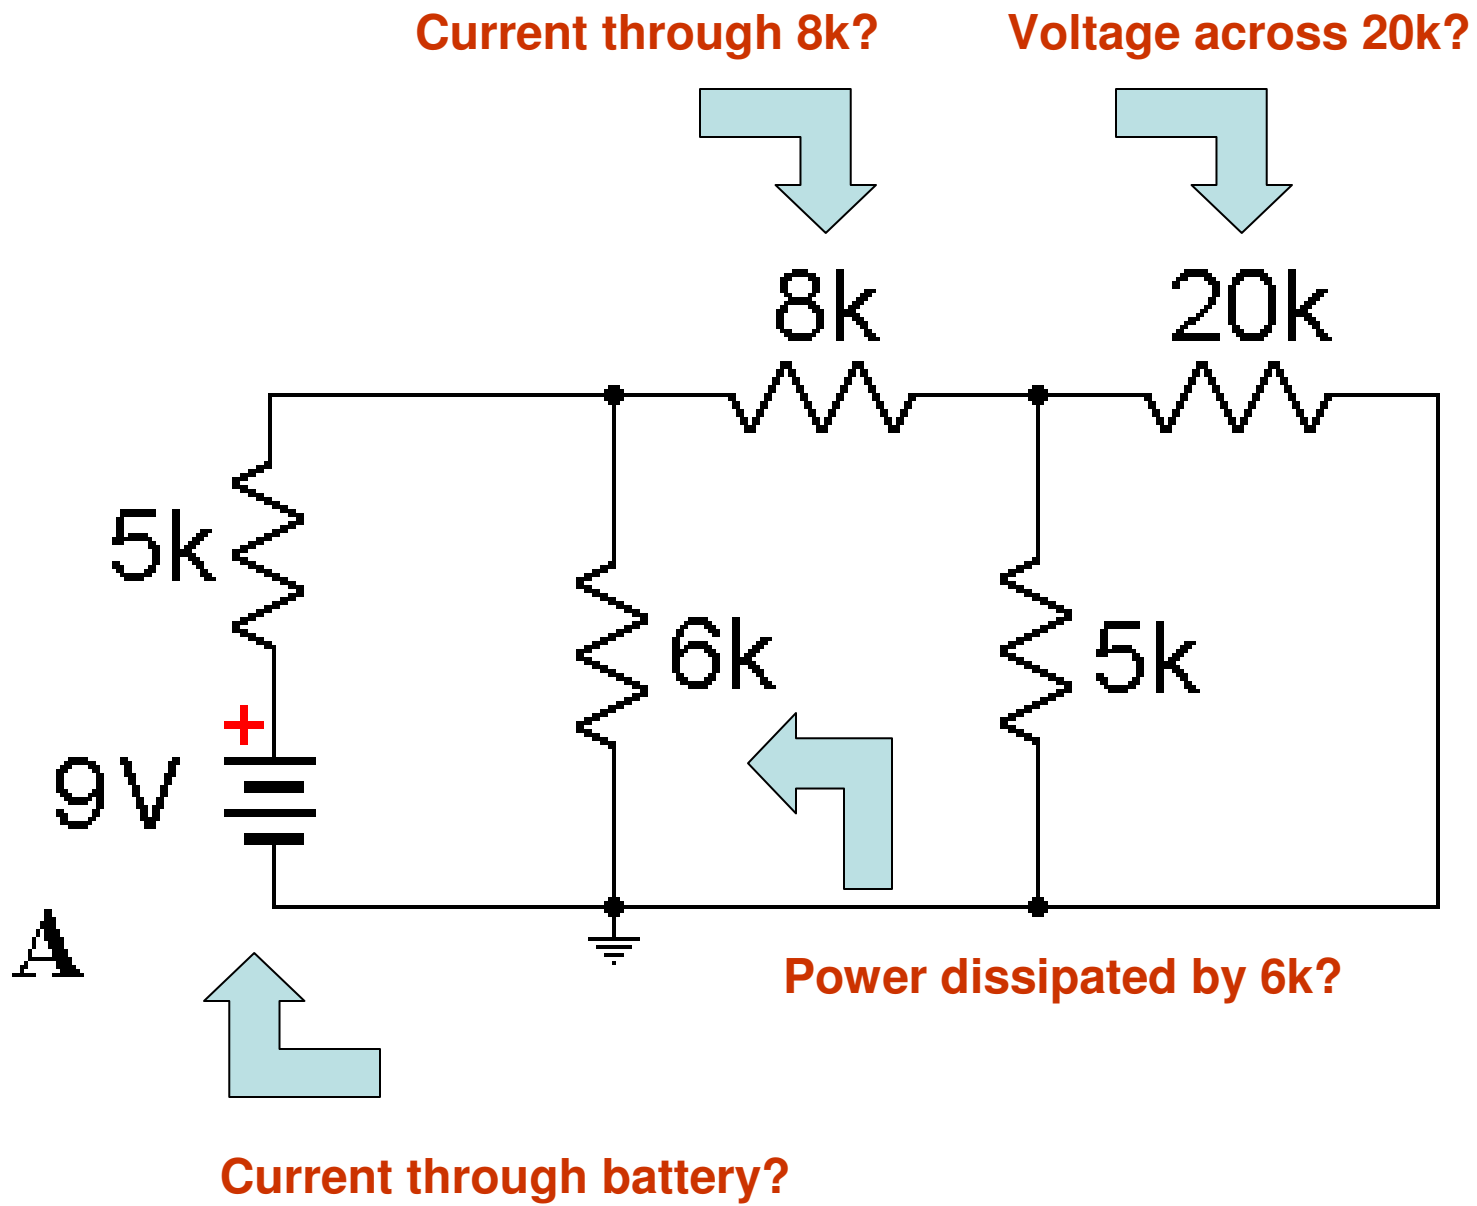 Current through 8k?
Voltage across 20k?
8k
20k
5k
6k
5k
+
9V
A
Power dissipated by 6k?
Current through battery?